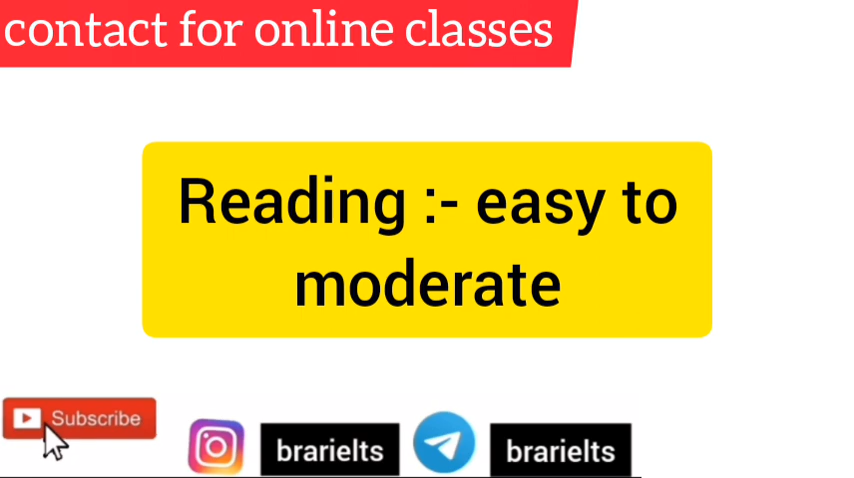 contact for online classes
Reading :- easy to
moderate
Subscribe
brarielts
brarielts